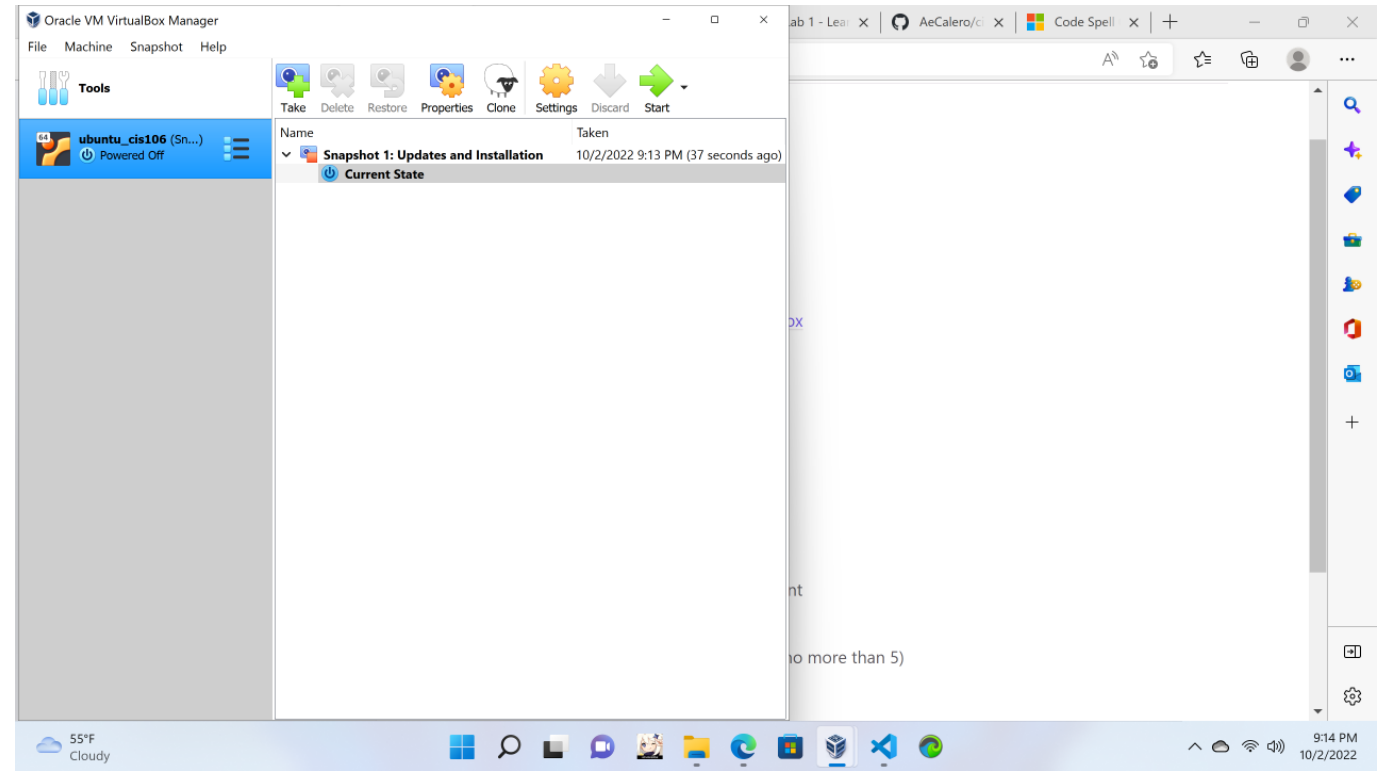 Oracle VM VirtualBox Manager
File Machine Snapshot Help
Tools
Take Delete Restore Properties Clone Settings Discard Start
64
ubuntu_cis106 (Sn...)
Powered Off
Name Taken
Snapshot 1: Updates and Installation 10/2/2022 9:13 PM (37 seconds ago)
Current State
ab 1 - Lea
AeCalero/ci
Code Spell
A
ox
nt
no more than 5)
55°F
Cloudy
9:14 PM
10/2/2022